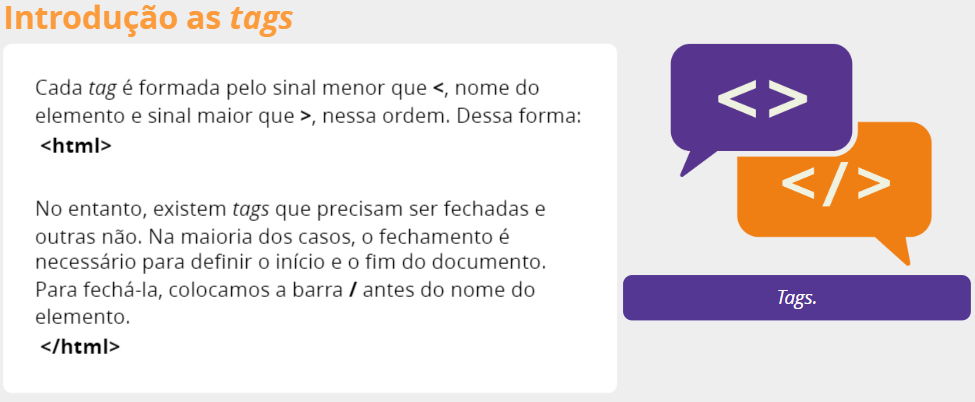 Introdução as tags
Cada tag é formada pelo sinal menor que <, nome do
elemento e sinal maior que >, nessa ordem. Dessa forma:
<html>
No entanto, existem tags que precisam ser fechadas e
outras não. Na maioria dos casos, o fechamento é
necessário para definir o início e o fim do documento.
Para fechá-la, colocamos a barra / antes do nome do
elemento.
</html>
<>
</>
Tags.